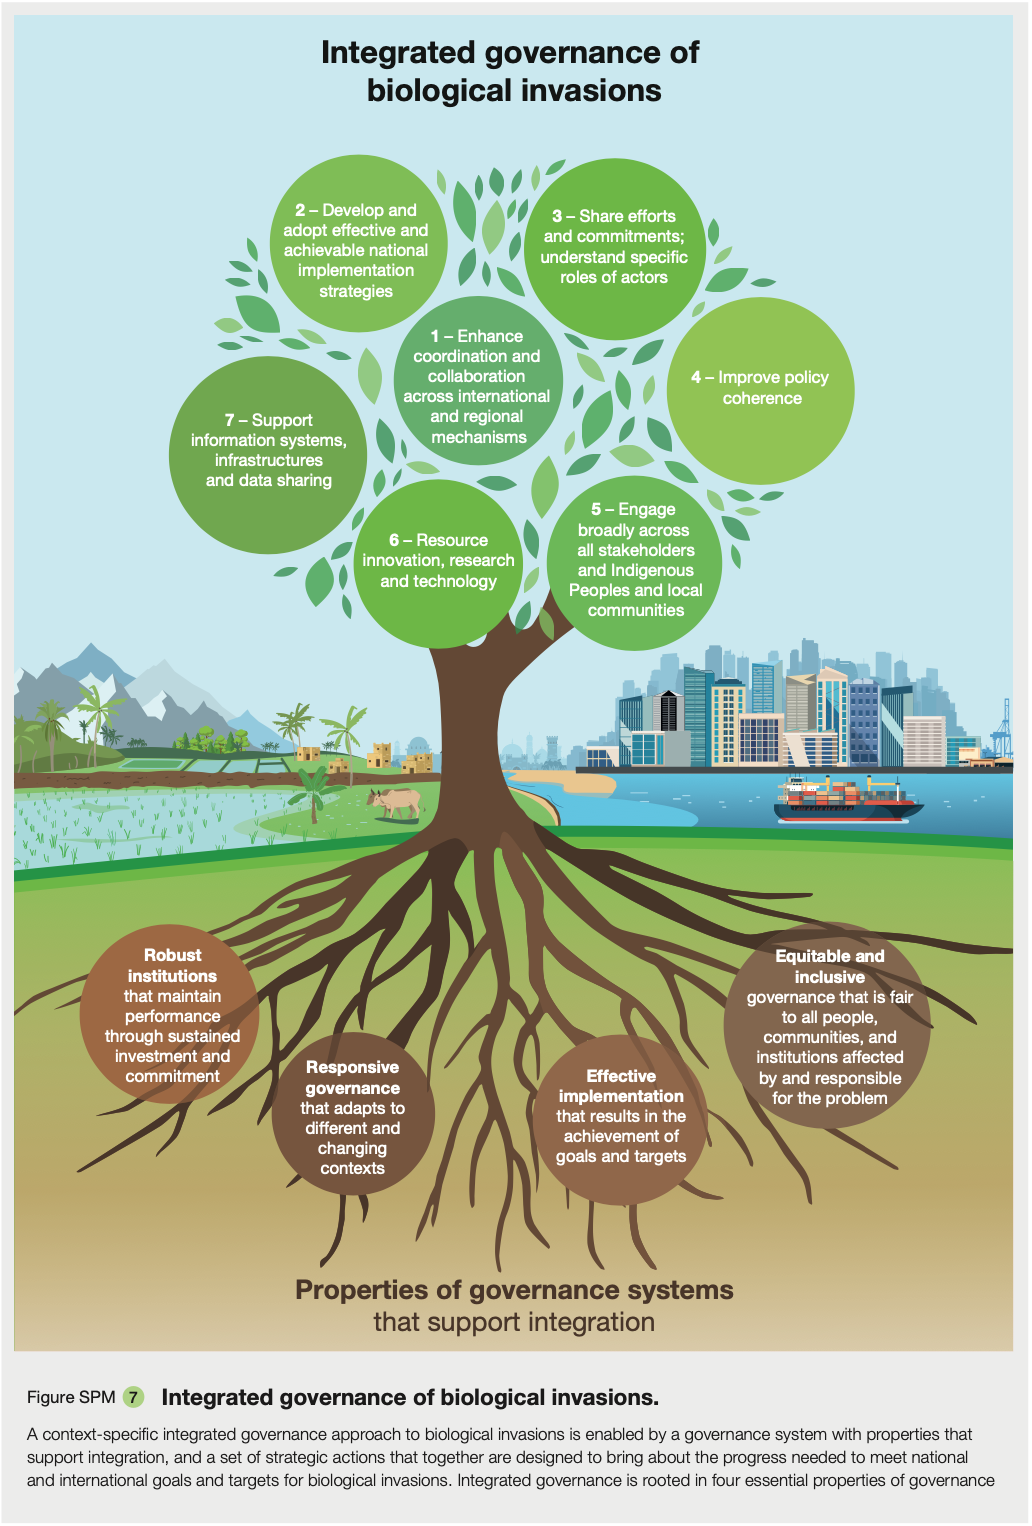 Integrated governance of
biological invasions
2 – Develop and
adopt effective and
achievable national
implementation
strategies
3 – Share efforts
and commitments;
understand specific
roles of actors
1 – Enhance
coordination and
collaboration
across international
and regional
mechanisms
4 – Improve policy
coherence
7 – Support
information systems,
infrastructures
and data sharing
6 – Resource
innovation, research
and technology
5 – Engage
broadly across
all stakeholders
and Indigenous
Peoples and local
communities
Robust
institutions
that maintain
performance
through sustained
investment and
commitment
Responsive
governance
that adapts to
different and
changing
contexts
Effective
implementation
that results in the
achievement of
goals and targets
Equitable and
inclusive
governance that is fair
to all people,
communities, and
institutions affected
by and responsible
for the problem
Properties of governance systems
that support integration
Figure SPM 7 Integrated governance of biological invasions.
A context-specific integrated governance approach to biological invasions is enabled by a governance system with properties that
support integration, and a set of strategic actions that together are designed to bring about the progress needed to meet national
and international goals and targets for biological invasions. Integrated governance is rooted in four essential properties of governance